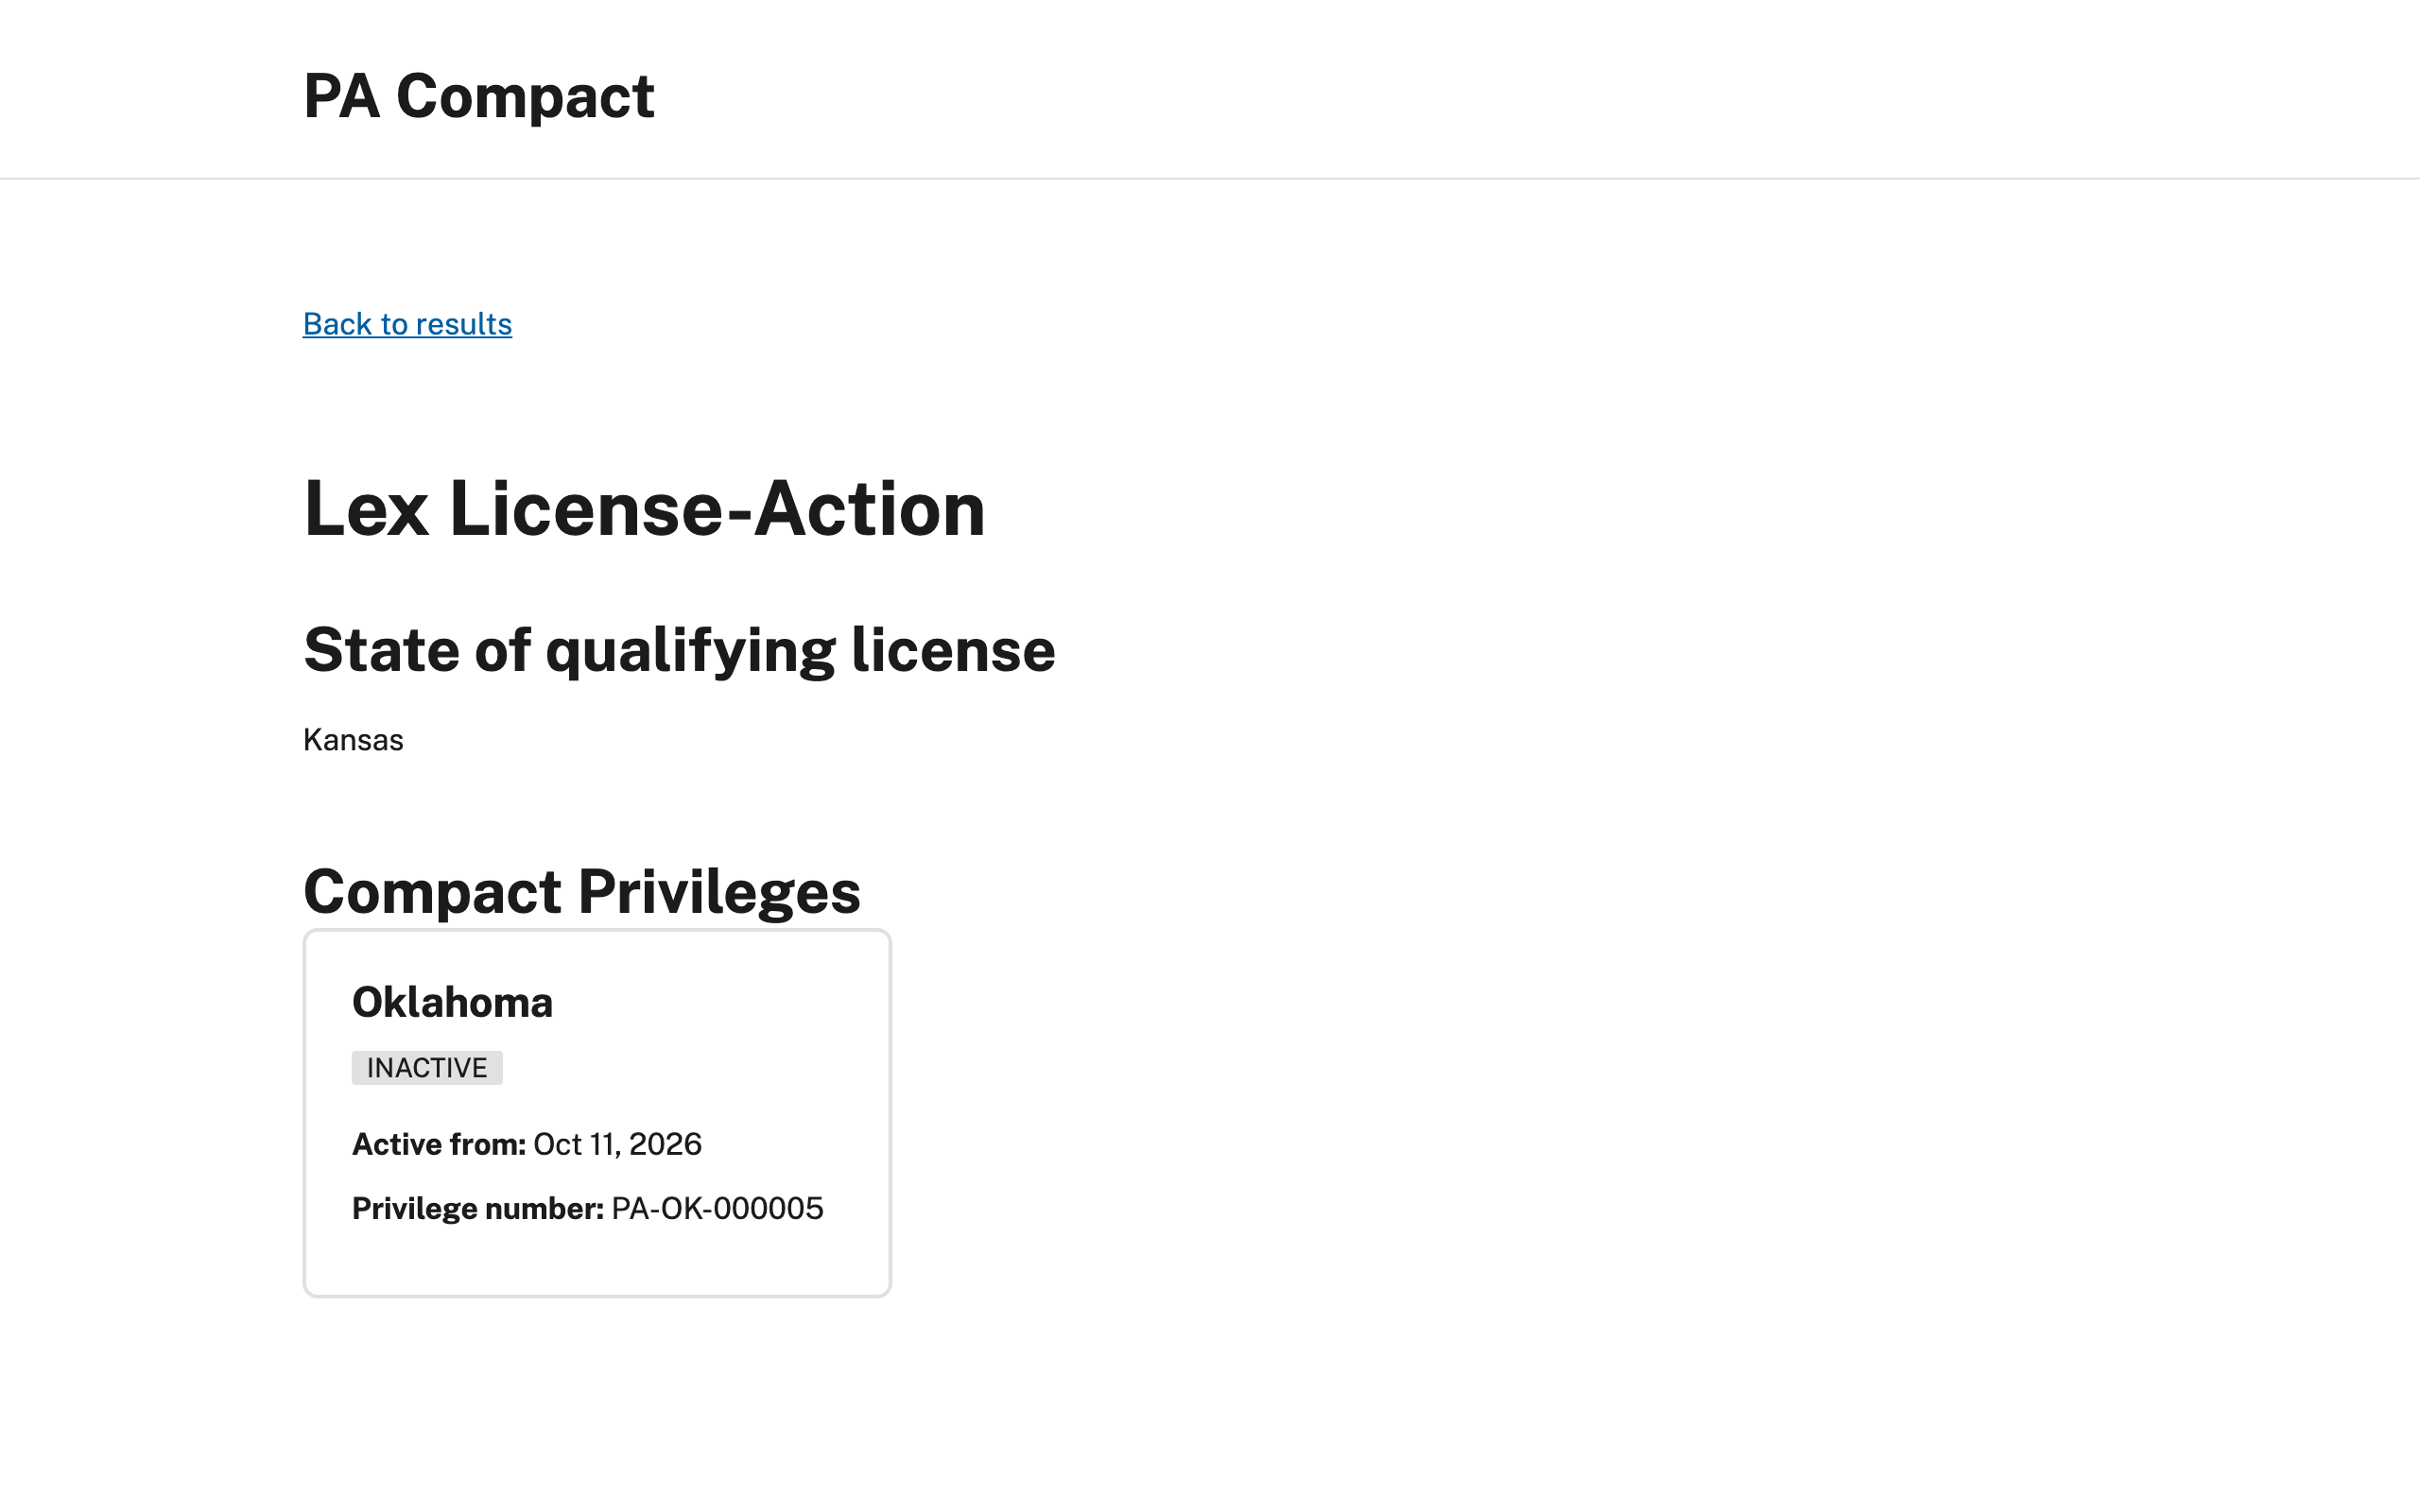 PA Compact
Back to results
Lex License-Action
State of qualifying license
Kansas
Compact Privileges
Oklahoma
INACTIVE
Active from: Oct 11, 2026
Privilege number: PA-OK-000005